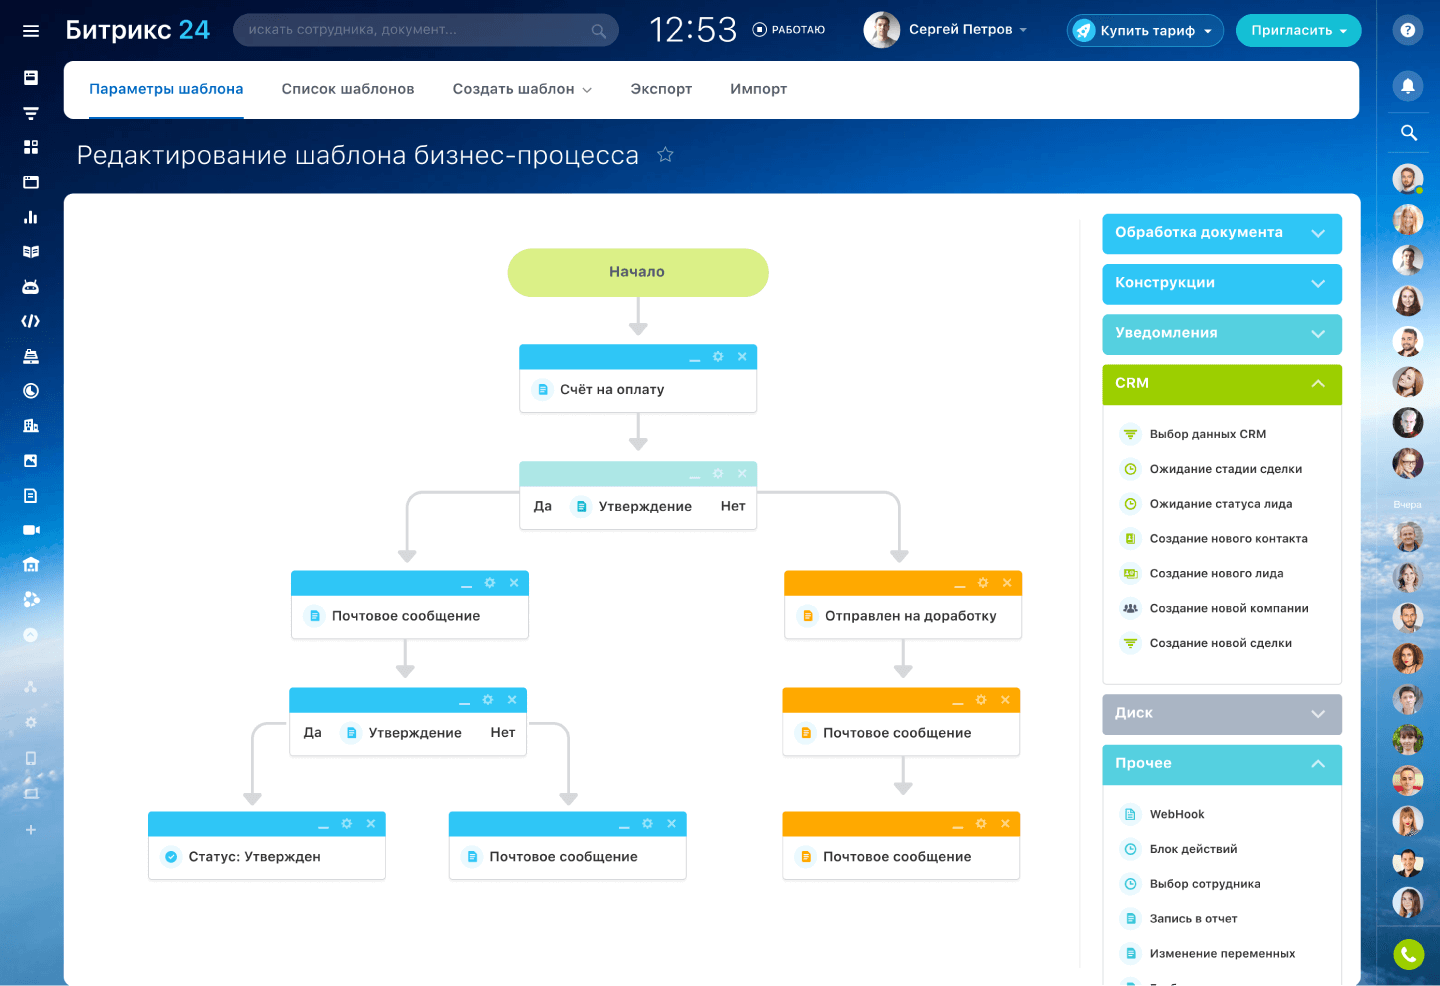 Битрикс 24
искать сотрудника, документ...
12:53
РАБОТАЮ
Сергей Петров
Купить тариф
Пригласить
Параметры шаблона
Список шаблонов
Создать шаблон
Экспорт
Импорт
Редактирование шаблона бизнес-процесса
Начало
Счёт на оплату
Да
Утверждение
Нет
Почтовое сообщение
Отправлен на доработку
Да
Утверждение
Нет
Почтовое сообщение
Статус: Утвержден
Почтовое сообщение
Почтовое сообщение
Обработка документа
Конструкции
Уведомления
CRM
Выбор данных CRM
Ожидание стадии сделки
Ожидание статуса лида
Создание нового контакта
Создание нового лида
Создание новой компании
Создание новой сделки
Диск
Прочее
WebHook
Блок действий
Выбор сотрудника
Запись в отчет
Изменение переменных
Вчера